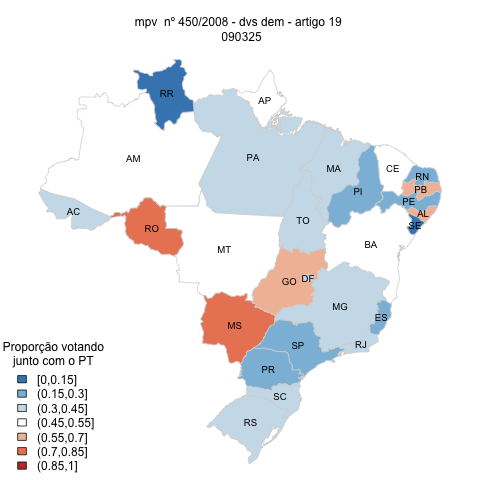 mpv nº 450/2008 - dvs dem - artigo 19
090325
RR
AP
AM
PA
MA
CE
RN
PB
PI
PE
AL
SE
AC
RO
TO
BA
MT
GO
DF
MG
ES
MS
SP
RJ
PR
SC
RS
Proporção votando
junto com o PT
[0,0.15]
(0.15,0.3]
(0.3,0.45]
(0.45,0.55]
(0.55,0.7]
(0.7,0.85]
(0.85,1]